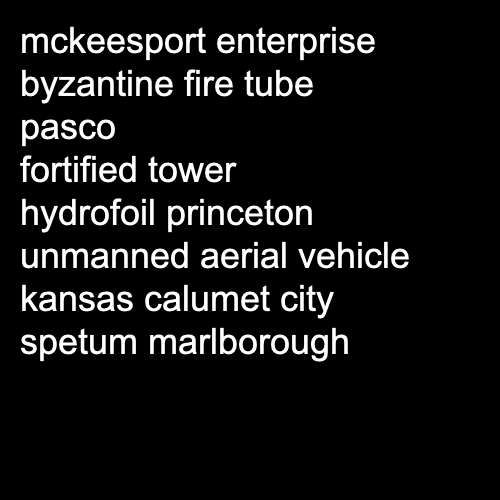 mckeesport enterprise
byzantine fire tube
pasco
fortified tower
hydrofoil princeton
unmanned aerial vehicle
kansas calumet city
spetum marlborough